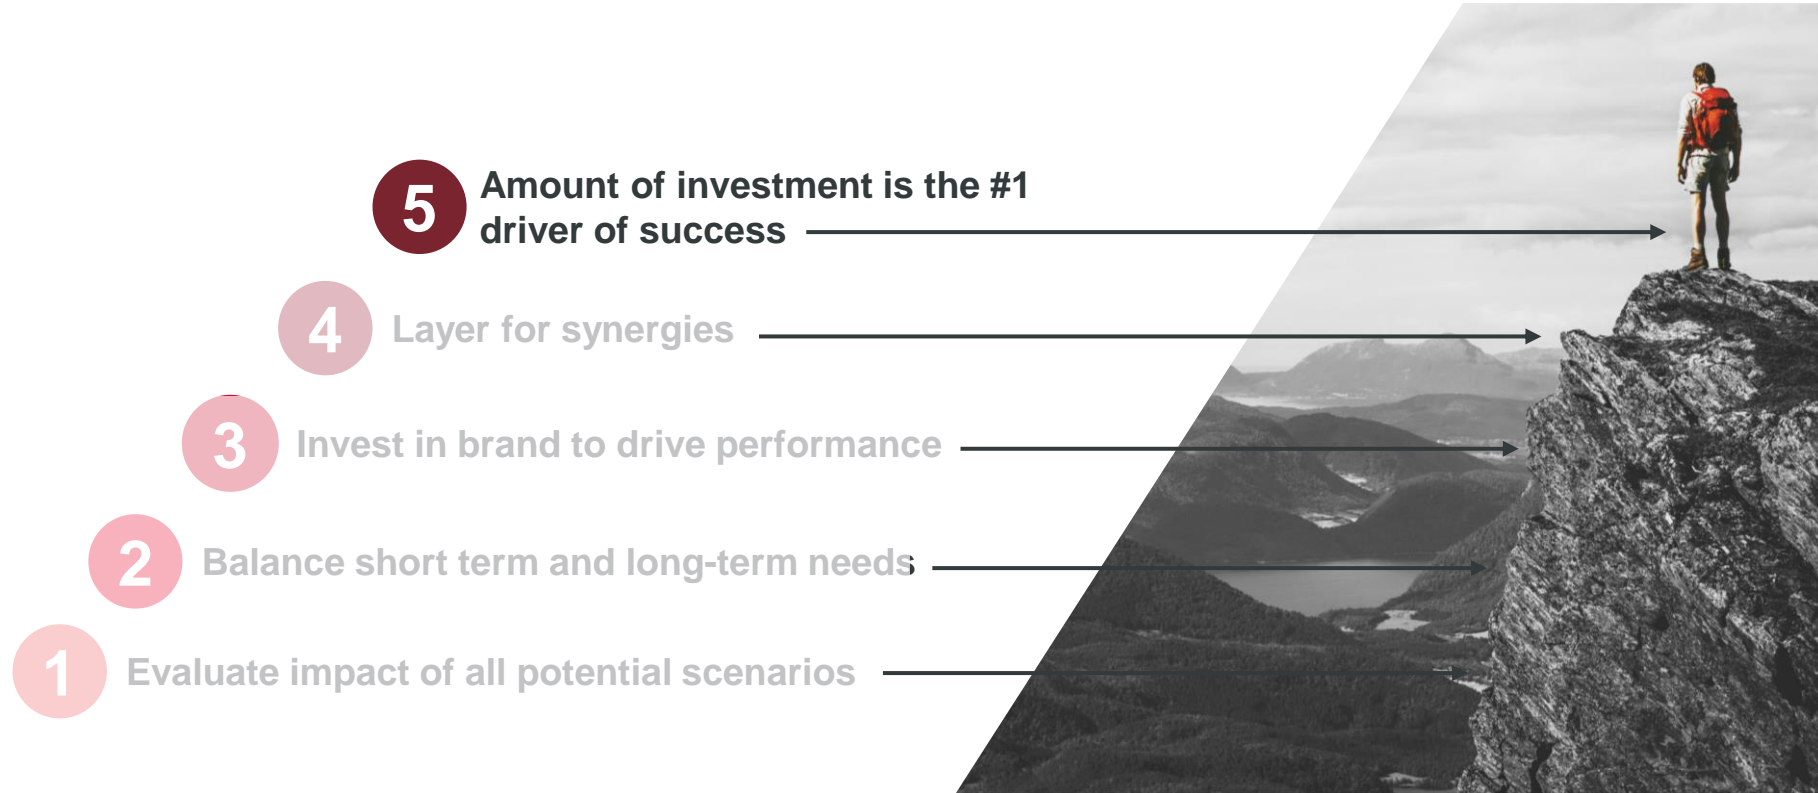 5
Amount of investment is the #1
driver of success
4
Layer for synergies
3
Invest in brand to drive performance
2
Balance short term and long-term needs
1
Evaluate impact of all potential scenarios